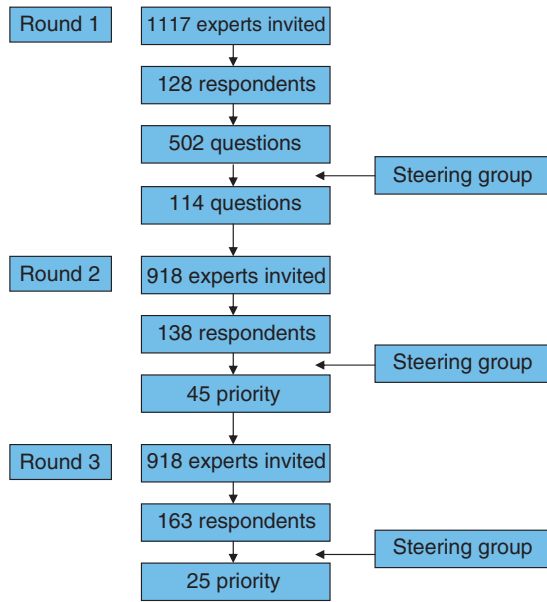 Round 1
1117 experts invited
128 respondents
502 questions
Steering group
114 questions
Round 2
918 experts invited
138 respondents
Steering group
45 priority
Round 3
918 experts invited
163 respondents
Steering group
25 priority